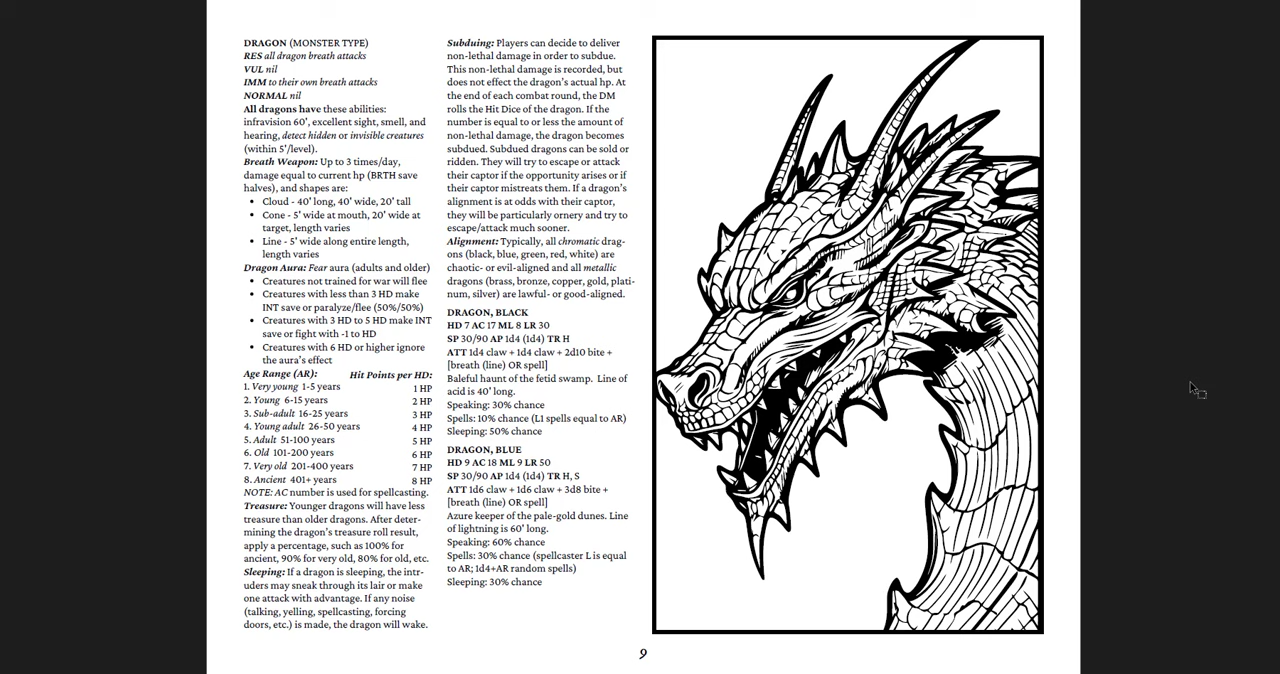 DRAGON (MONSTER TYPE)
RES all dragon breath attacks
VUL nil
IMM to their own breath attacks
NORMAL nil
All dragons have these abilities:
infravision 60', excellent sight, smell, and
hearing, detect hidden or invisible creatures
(within 5'/level).
Breath Weapon: Up to 3 times/day,
damage equal to current hp (BRTH save
halves), and shapes are:
• Cloud - 40' long, 40' wide, 20' tall
• Cone - 5' wide at mouth, 20' wide at
target, length varies
• Line - 5' wide along entire length,
length varies
Dragon Aura: Fear aura (adults and older)
• Creatures not trained for war will flee
• Creatures with less than 3 HD make
INT save or paralyze/flee (50%/50%)
• Creatures with 3 HD to 5 HD make INT
save or fight with -1 to HD
• Creatures with 6 HD or higher ignore
the aura's effect
Age Range (AR): Hit Points per HD:
1. Very young 1-5 years 1 HP
2. Young 6-15 years 2 HP
3. Sub-adult 16-25 years 3 HP
4. Young adult 26-50 years 4 HP
5. Adult 51-100 years 5 HP
6. Old 101-200 years 6 HP
7. Very old 201-400 years 7 HP
8. Ancient 401+ years 8 HP
NOTE: AC number is used for spellcasting.
Treasure: Younger dragons will have less
treasure than older dragons. After deter-
mining the dragon's treasure roll result,
apply a percentage, such as 100% for
ancient, 90% for very old, 80% for old, etc.
Sleeping: If a dragon is sleeping, the intr-
uders may sneak through its lair or make
one attack with advantage. If any noise
(talking, yelling, spellcasting, forcing
doors, etc.) is made, the dragon will wake.
Subduing: Players can decide to deliver
non-lethal damage in order to subdue.
This non-lethal damage is recorded, but
does not effect the dragon's actual hp. At
the end of each combat round, the DM
rolls the Hit Dice of the dragon. If the
number is equal to or less the amount of
non-lethal damage, the dragon becomes
subdued. Subdued dragons can be sold or
ridden. They will try to escape or attack
their captor if the opportunity arises or if
their captor mistreats them. If a dragon's
alignment is at odds with their captor,
they will be particularly ornery and try to
escape/attack much sooner.
Alignment: Typically, all chromatic drag-
ons (black, blue, green, red, white) are
chaotic- or evil-aligned and all metallic
dragons (brass, bronze, copper, gold, plati-
num, silver) are lawful- or good-aligned.
DRAGON, BLACK
HD 7 AC 17 ML 8 LR 30
SP 30/90 AP 1d4 (1d4) TR H
ATT 1d4 claw + 1d4 claw + 2d10 bite +
[breath (line) OR spell]
Baleful haunt of the fetid swamp. Line of
acid is 40' long.
Speaking: 30% chance
Spells: 10% chance (L1 spells equal to AR)
Sleeping: 50% chance
DRAGON, BLUE
HD 9 AC 18 ML 9 LR 50
SP 30/90 AP 1d4 (1d4) TR H, S
ATT 1d6 claw + 1d6 claw + 3d8 bite +
[breath (line) OR spell]
Azure keeper of the pale-gold dunes. Line
of lightning is 60' long.
Speaking: 60% chance
Spells: 30% chance (spellcaster L is equal
to AR; 1d4+AR random spells)
Sleeping: 30% chance
9